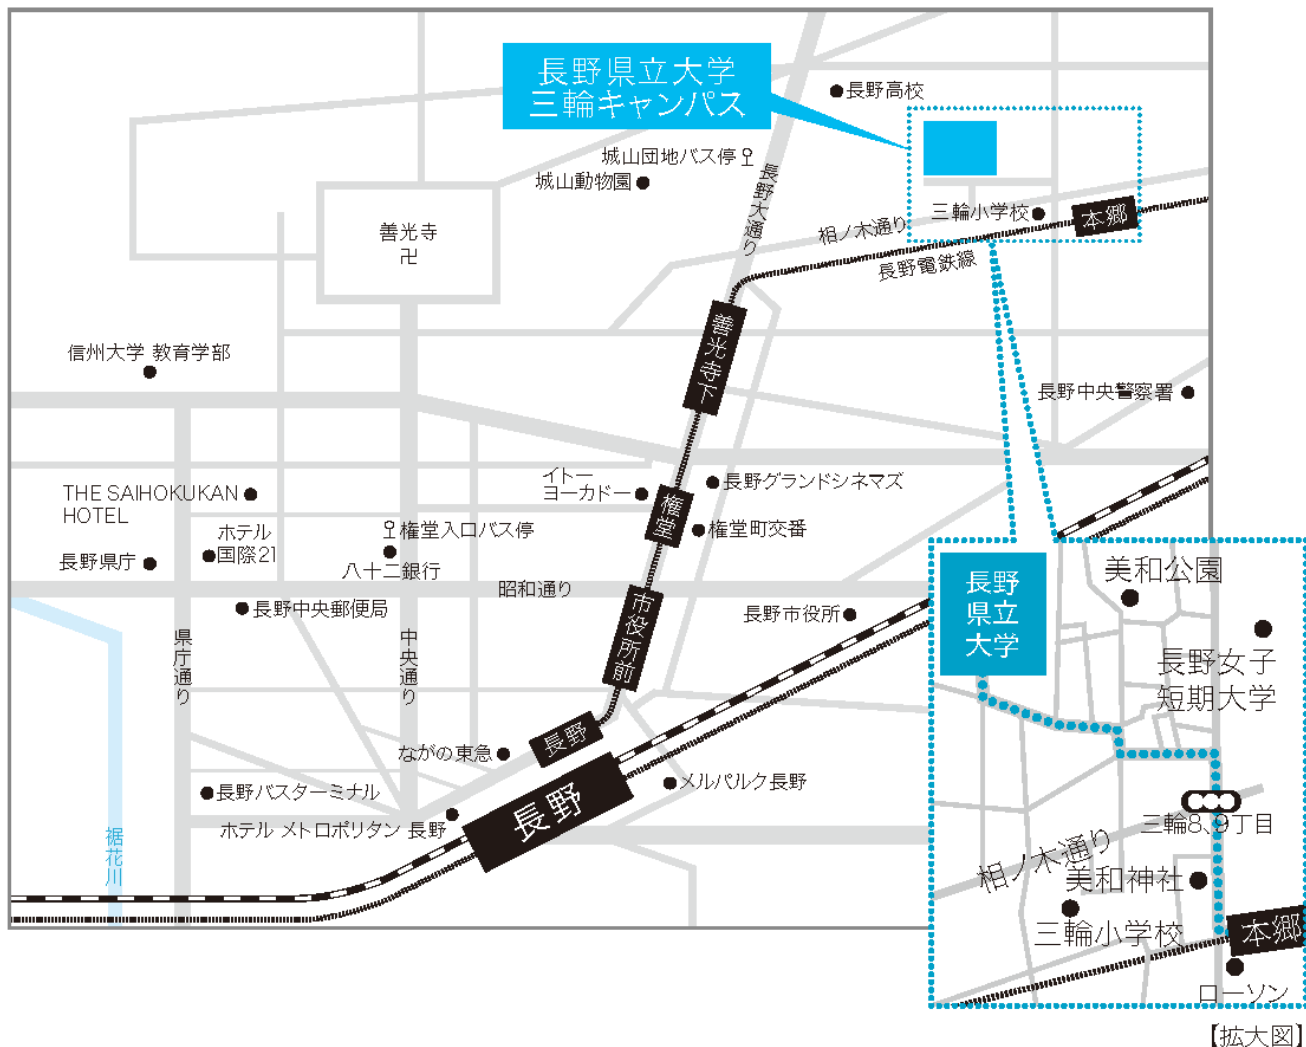 長野県立大学
三輪キャンパス
長野高校
城山団地バス停
城山動物園
長野大通り
三輪小学校
本郷
相ノ木通り
長野電鉄線
善光寺
卍
善光寺下
信州大学 教育学部
長野中央警察署
イトー
ヨーカドー
長野グランドシネマズ
権堂
権堂町交番
THE SAIHOKUKAN
HOTEL
ホテル
国際21
権堂入口バス停
八十二銀行
長野県庁
昭和通り
長野中央郵便局
市役所前
長野市役所
県庁通り
中央通り
長野
ながの東急
長野
メルパルク長野
長野バスターミナル
ホテル メトロポリタン 長野
裾花川
長野
県立
大学
美和公園
長野女子
短期大学
三輪8、9丁目
相ノ木通り
美和神社
三輪小学校
本郷
ローソン
【拡大図】